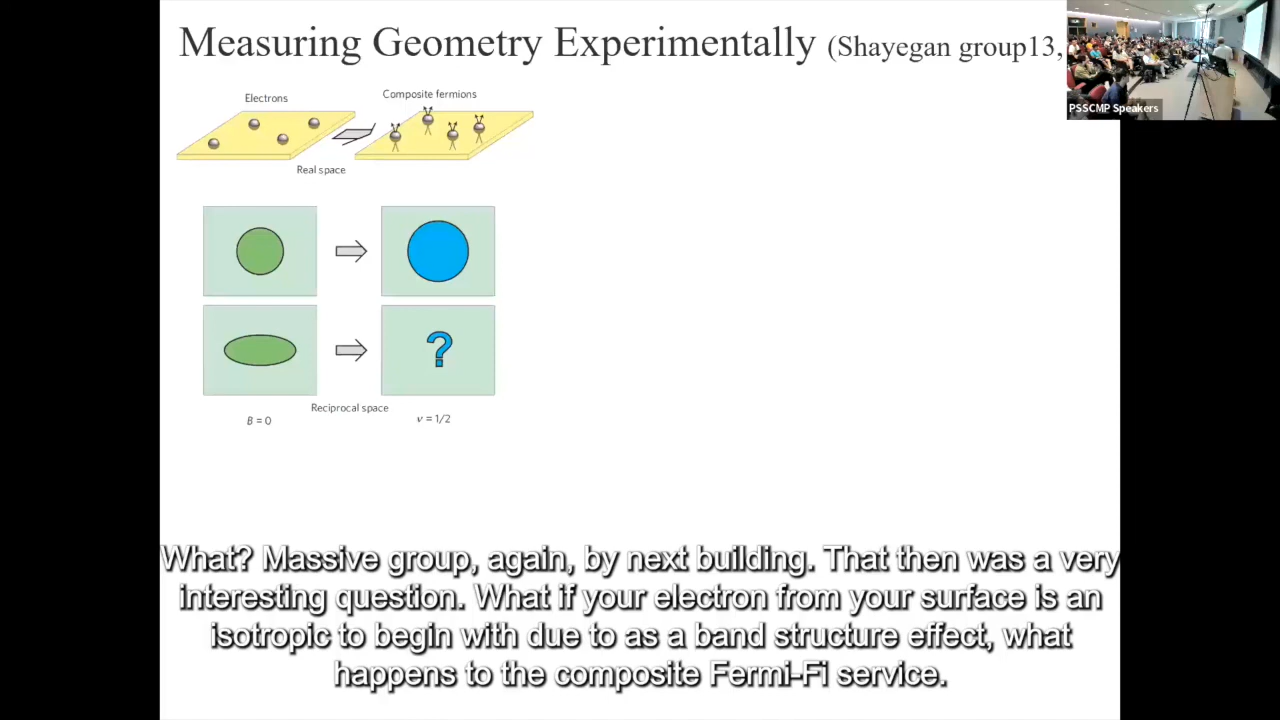 Measuring Geometry Experimentally (Shayegan group13,
PSSCMP Speakers
Electrons
Composite fermions
Real space
?
Reciprocal space
B = 0
ν = 1/2
What? Massive group, again, by next building. That then was a very
interesting question. What if your electron from your surface is an
isotropic to begin with due to as a band structure effect, what
happens to the composite Fermi-Fi service.